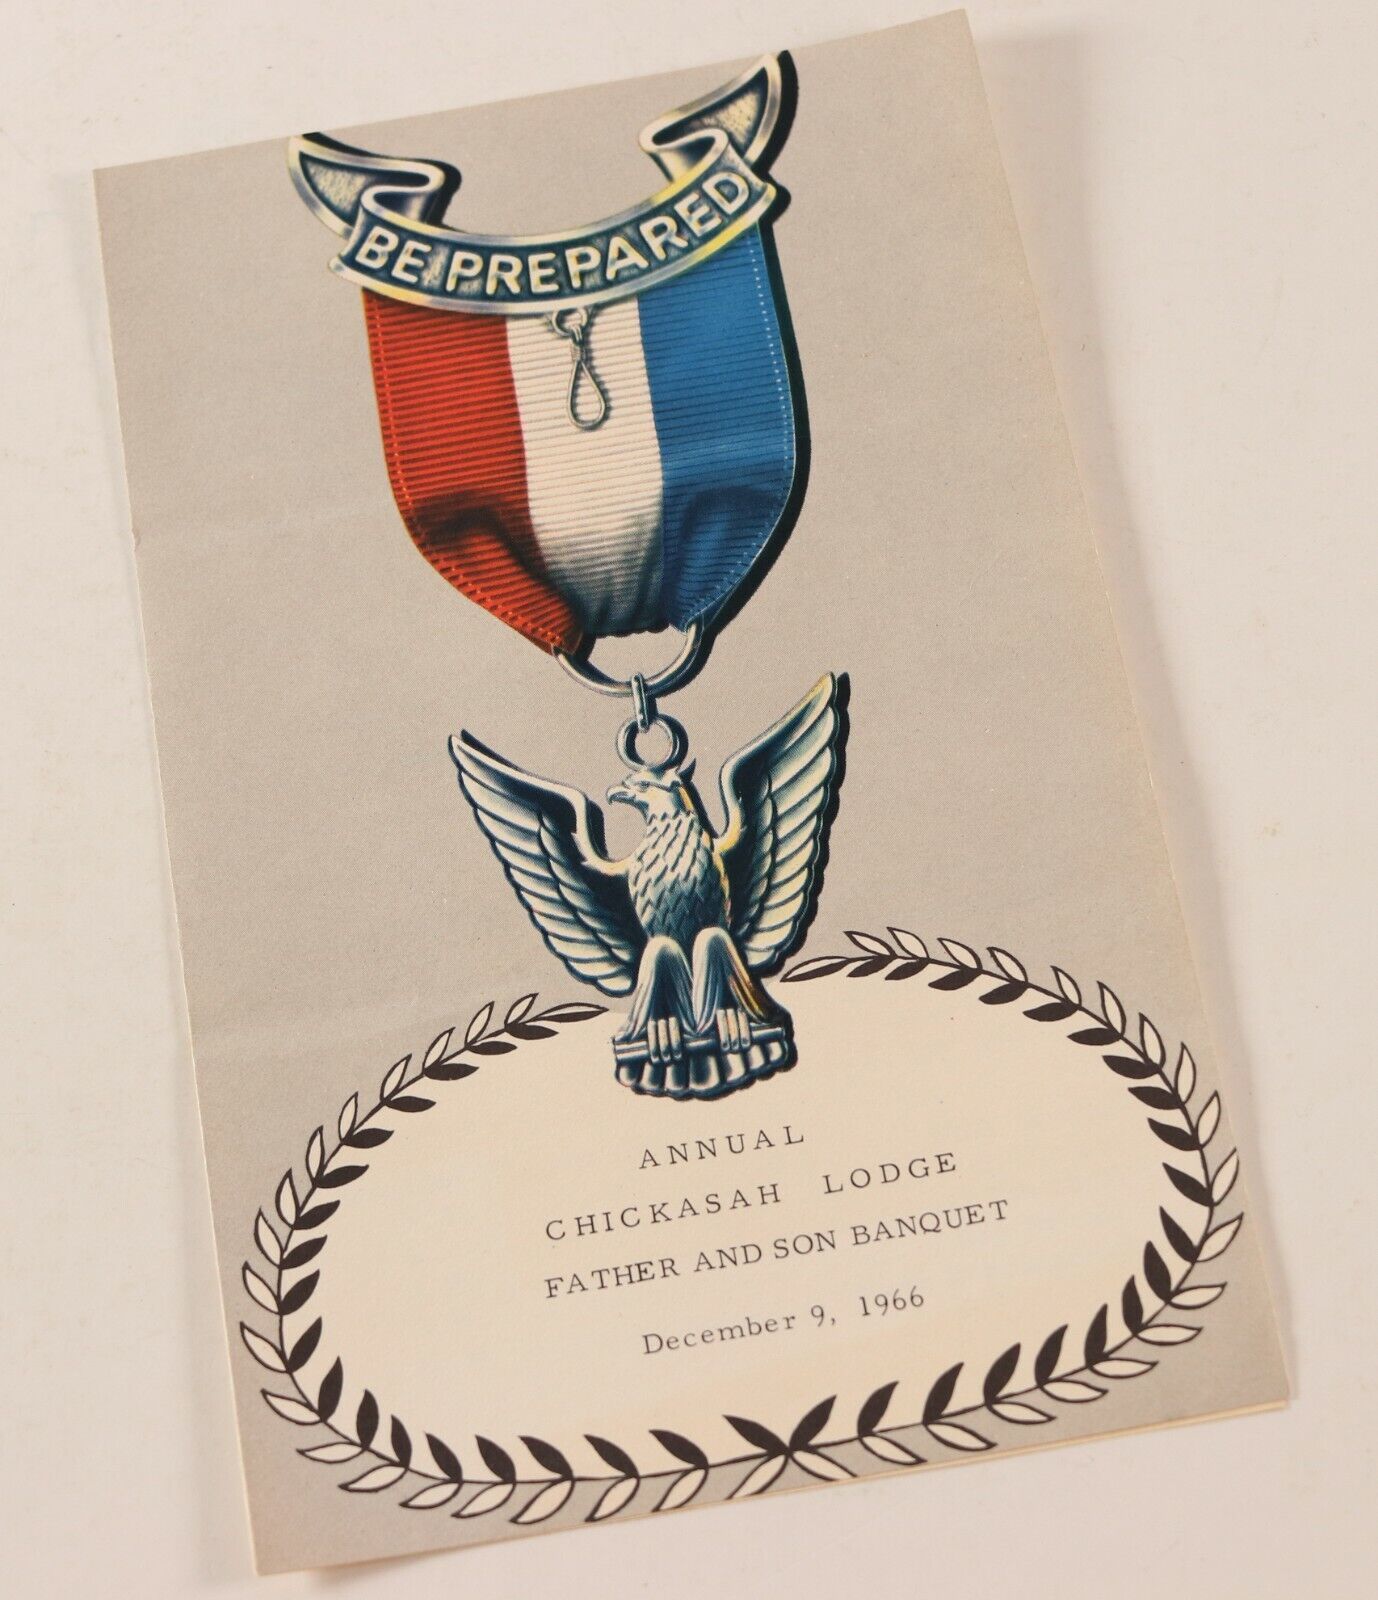 BE PREPARED
ANNUAL
CHICKASAH LODGE
FATHER AND SON BANQUET
December 9, 1966